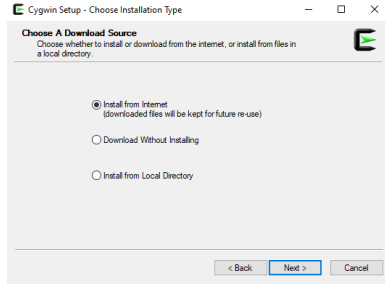 Cygwin Setup - Choose Installation Type
Choose A Download Source
Choose whether to install or download from the internet, or install from files in
a local directory.
Install from Internet
(downloaded files will be kept for future re-use)
Download Without Installing
Install from Local Directory
< Back Next > Cancel